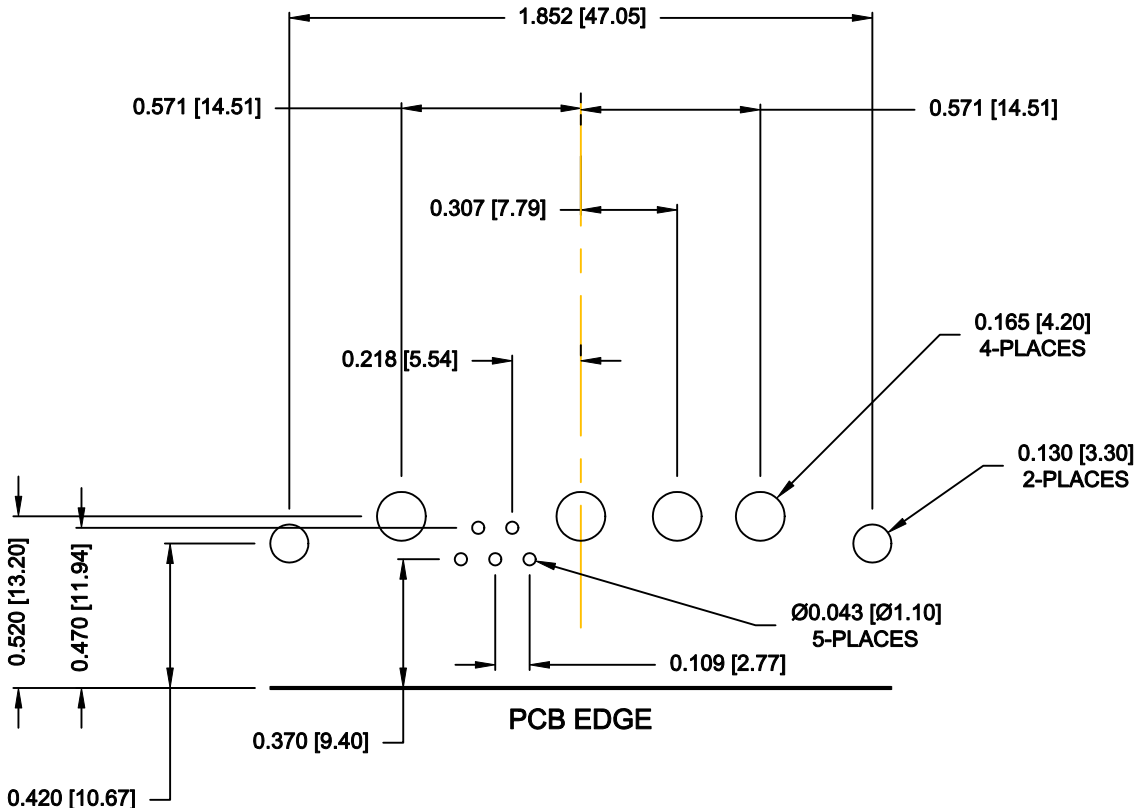 1.852 [47.05]
0.571 [14.51]
0.571 [14.51]
0.307 [7.79]
0.218 [5.54]
0.165 [4.20]
4-PLACES
0.130 [3.30]
2-PLACES
0.520 [13.20]
0.470 [11.94]
Ø0.043 [Ø1.10]
5-PLACES
0.109 [2.77]
PCB EDGE
0.370 [9.40]
0.420 [10.67]